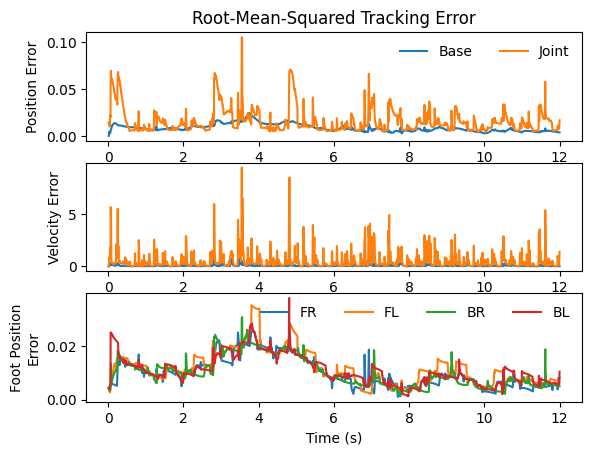 Root-Mean-Squared Tracking Error
Position Error
0.10
0.05
0.00
Base
Joint
0 2 4 6 8 10 12
Velocity Error
5
0
0 2 4 6 8 10 12
Foot Position
Error
0.02
0.00
FR
FL
BR
BL
0 2 4 6 8 10 12
Time (s)